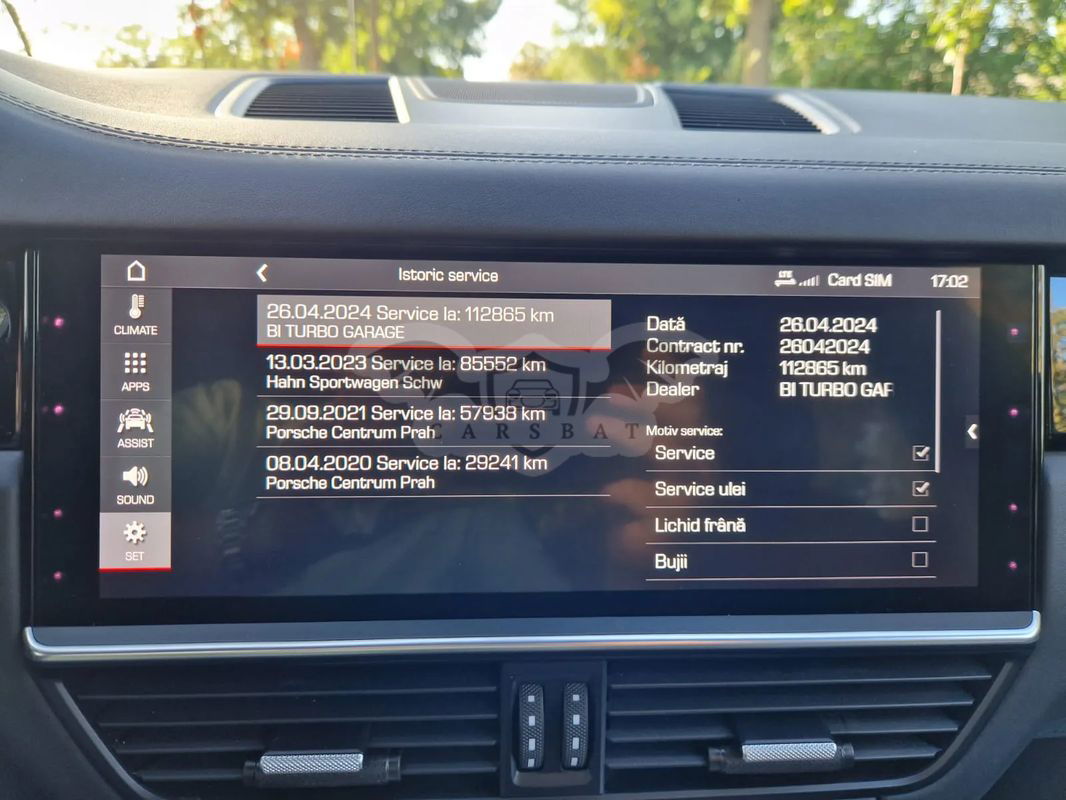 Istoric service
LTE
Card SIM
17:02
CLIMATE
APPS
ASSIST
SOUND
SET
26.04.2024 Service la: 112865 km
BI TURBO GARAGE
13.03.2023 Service la: 85552 km
Hahn Sportwagen Schw
29.09.2021 Service la: 57938 km
Porsche Centrum Prah
08.04.2020 Service la: 29241 km
Porsche Centrum Prah
Dată 26.04.2024
Contract nr. 26042024
Kilometraj 112865 km
Dealer BI TURBO GAR
Motiv service:
Service
Service ulei
Lichid frână
Bujii
CARSBAT